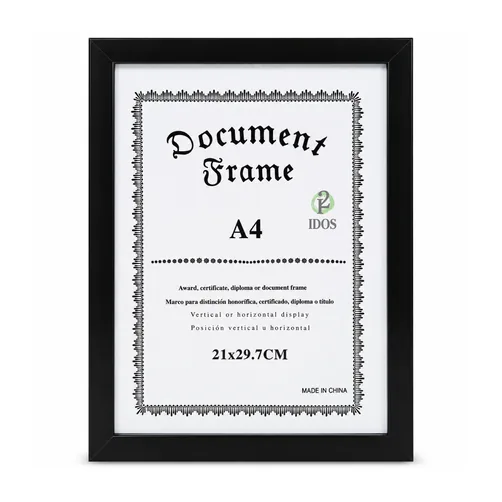 Document
Frame
A4
IDOS
Award, certificate, diploma or document frame
Marco para distinción honorífica, certificado, diploma o título
Vertical or horizontal display
Posición vertical u horizontal
21x29.7CM
MADE IN CHINA